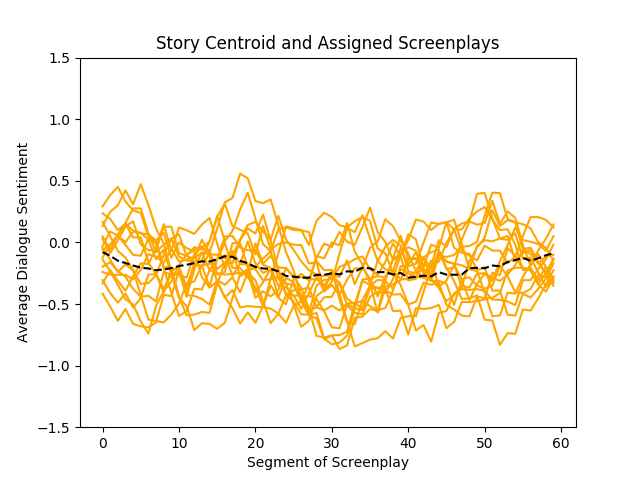 Story Centroid and Assigned Screenplays
1.5
1.0
0.5
0.0
−0.5
−1.0
−1.5
Average Dialogue Sentiment
0 10 20 30 40 50 60
Segment of Screenplay